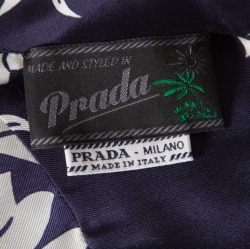 MADE AND STYLED IN
Prada
PRADA - MILANO
MADE IN ITALY